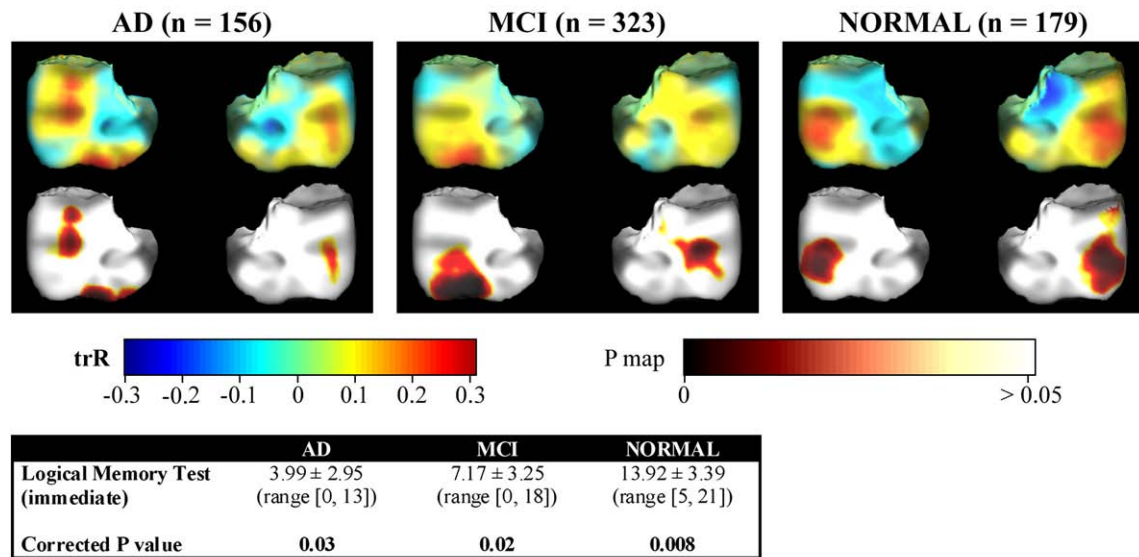 AD (n = 156) MCI (n = 323) NORMAL (n = 179)
trR
-0.3 -0.2 -0.1 0 0.1 0.2 0.3
P map
0 > 0.05
AD MCI NORMAL
Logical Memory Test 3.99 ± 2.95 7.17 ± 3.25 13.92 ± 3.39
(immediate) (range [0, 13]) (range [0, 18]) (range [5, 21])
Corrected P value 0.03 0.02 0.008